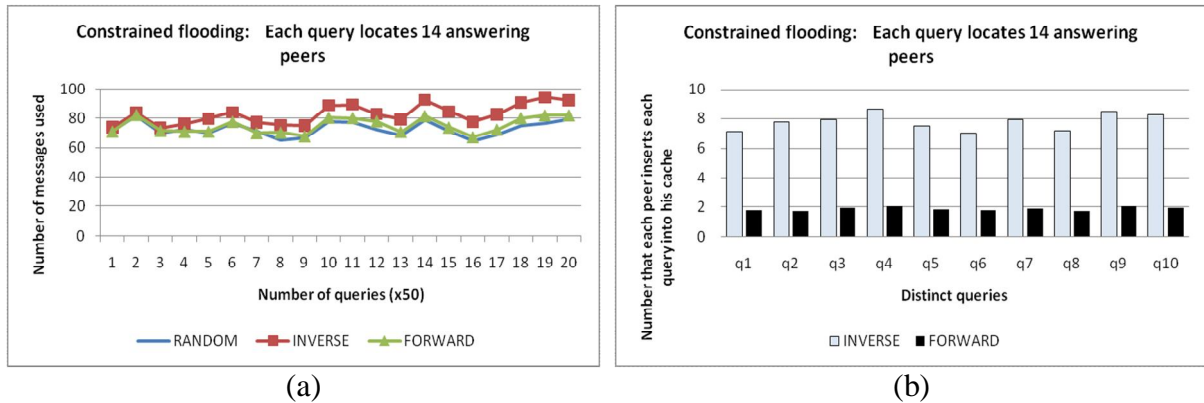 Constrained flooding: Each query locates 14 answering
peers
Number of messages used
100
80
60
40
20
0
1 2 3 4 5 6 7 8 9 10 11 12 13 14 15 16 17 18 19 20
Number of queries (x50)
RANDOM INVERSE FORWARD
(a)
Constrained flooding: Each query locates 14 answering
peers
Number that each peer inserts each
query into his cache
10
8
6
4
2
0
q1 q2 q3 q4 q5 q6 q7 q8 q9 q10
Distinct queries
INVERSE FORWARD
(b)